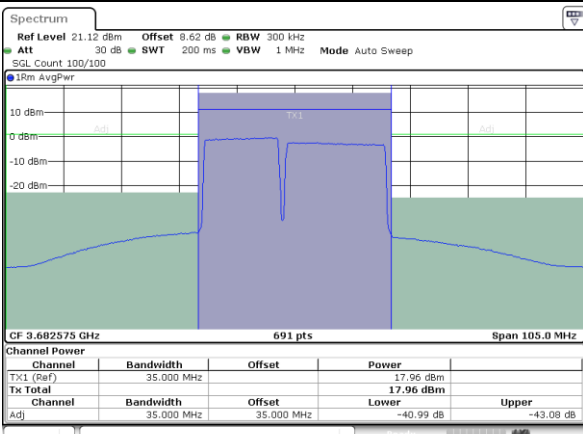 Spectrum
Ref Level 21.12 dBm Offset 8.62 dB RBW 300 kHz
Att 30 dB SWT 200 ms VBW 1 MHz Mode Auto Sweep
SGL Count 100/100
1Rm AvgPwr
10 dBm
TX1
Adj
Adj
0 dBm
-10 dBm
-20 dBm
CF 3.682575 GHz 691 pts Span 105.0 MHz
Channel Power
Channel Bandwidth Offset Power
TX1 (Ref) 35.000 MHz 17.96 dBm
Tx Total 17.96 dBm
Channel Bandwidth Offset Lower Upper
Adj 35.000 MHz 35.000 MHz -40.99 dB -43.08 dB